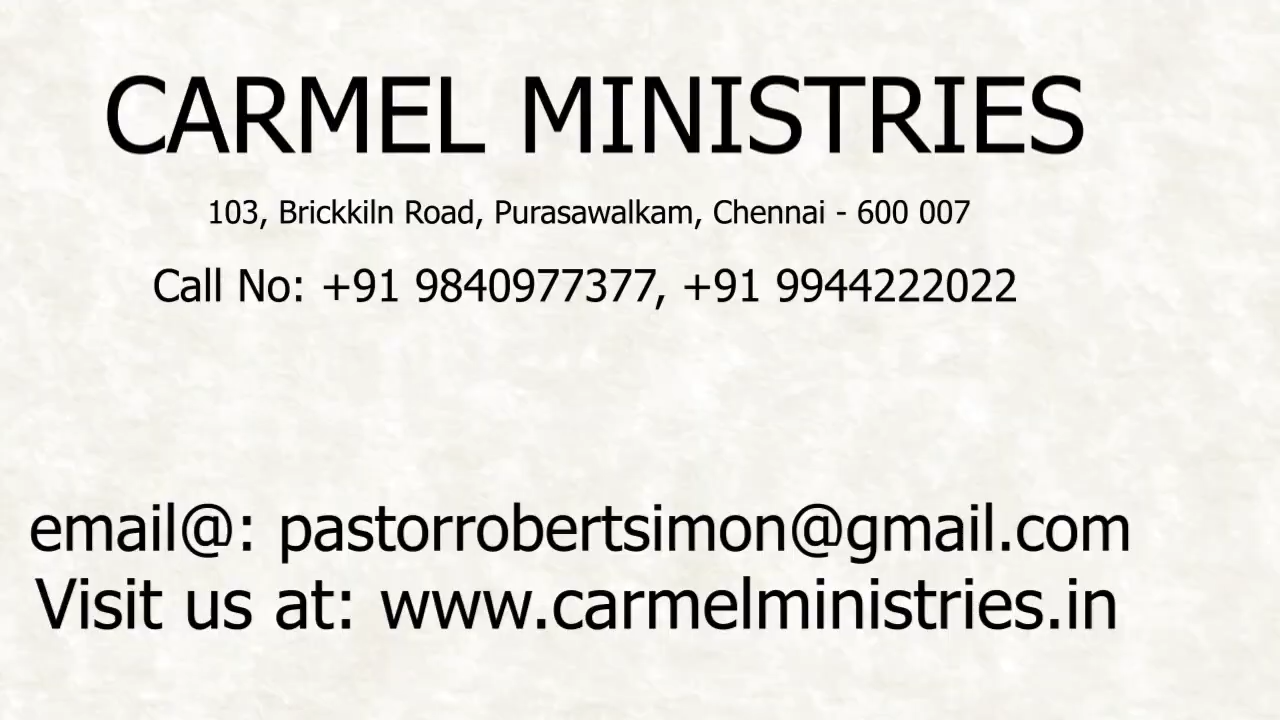 CARMEL MINISTRIES
103, Brickkiln Road, Purasawalkam, Chennai - 600 007
Call No: +91 9840977377, +91 9944222022
email@: pastorrobertsimon@gmail.com
Visit us at: www.carmelministries.in